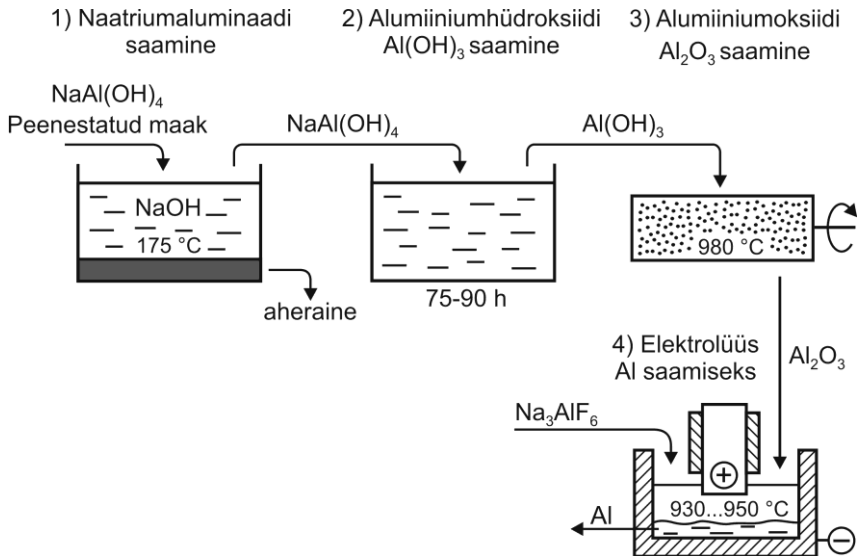 1) Naatriumaluminaadi
saamine
2) Alumiiniumhüdroksiidi
Al(OH)₃ saamine
3) Alumiiniumoksiidi
Al₂O₃ saamine
NaAl(OH)₄
Peenestatud maak
NaAl(OH)₄
Al(OH)₃
NaOH
175 °C
980 °C
aheraine
75-90 h
4) Elektrolüüs
Al saamiseks
Al₂O₃
Na₃AlF₆
+
930...950 °C
Al
−